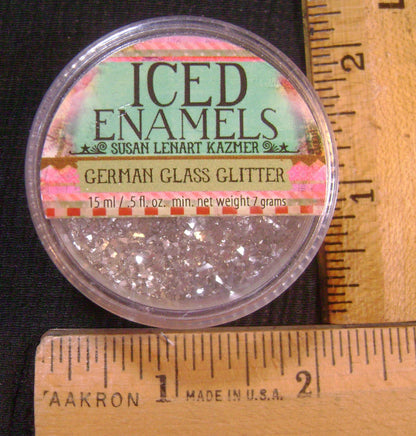 ICED
ENAMELS
SUSAN LENART KAZMER
GERMAN GLASS GLITTER
15 ml / .5 fl. oz. min. net weight 7 grams
2
1
AAKRON
1
MADE IN U.S.A.
2